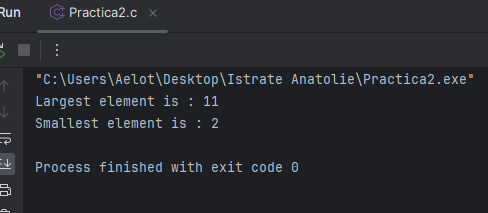 Run
Practica2.c
"C:\Users\Aelot\Desktop\Istrate Anatolie\Practica2.exe"
Largest element is : 11
Smallest element is : 2
Process finished with exit code 0